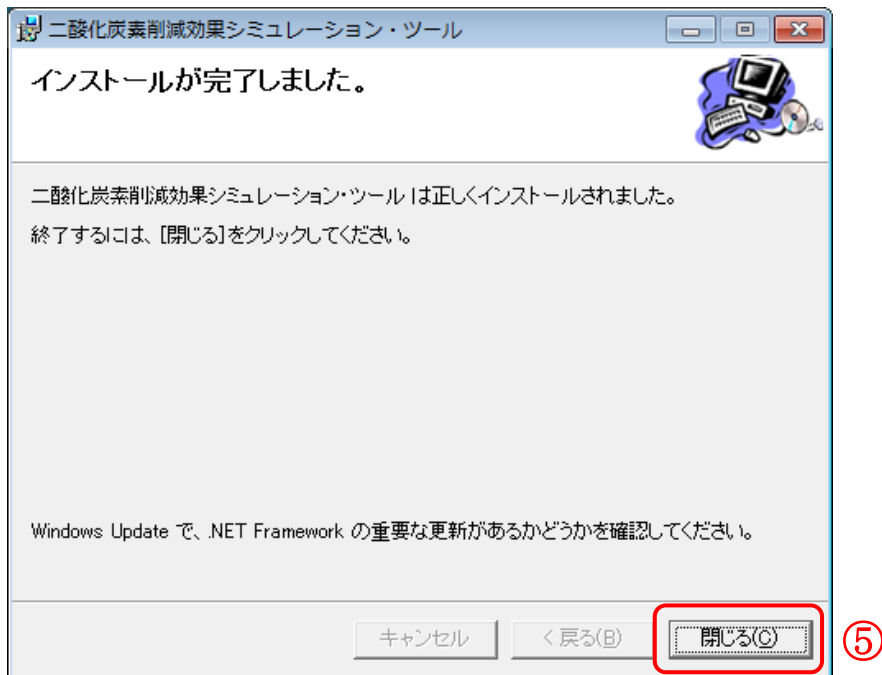 二酸化炭素削減効果シミュレーション・ツール
インストールが完了しました。
二酸化炭素削減効果シミュレーション・ツール は正しくインストールされました。
終了するには、[閉じる]をクリックしてください。
Windows Update で、.NET Framework の重要な更新があるかどうかを確認してください。
キャンセル < 戻る(B) 閉じる(C) ⑤